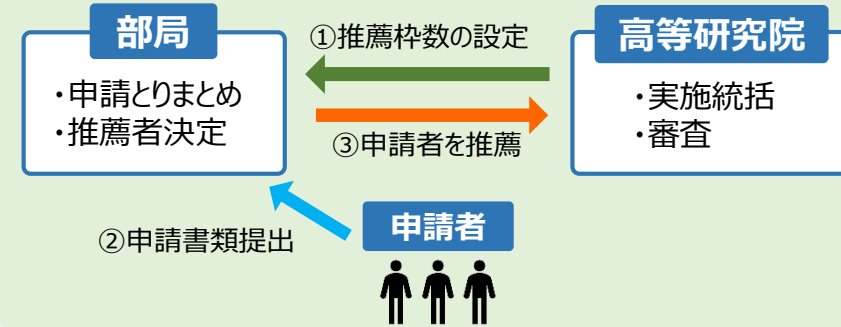 部局
・申請とりまとめ
・推薦者決定
①推薦枠数の設定
③申請者を推薦
高等研究院
・実施統括
・審査
②申請書類提出
申請者